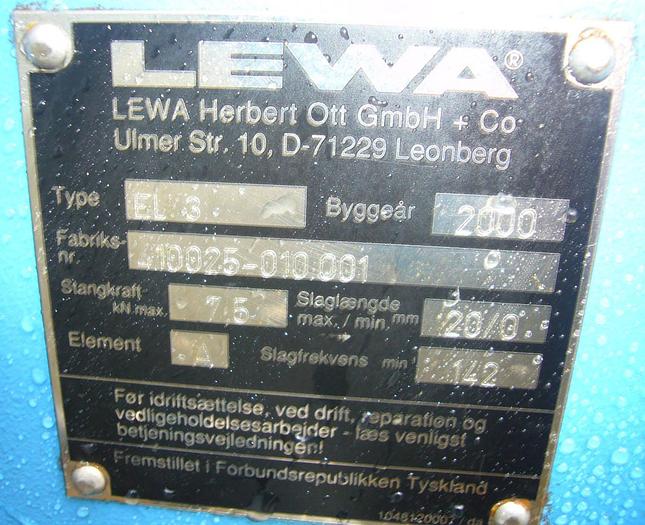 LEWA®
LEWA Herbert Ott GmbH + Co
Ulmer Str. 10, D-71229 Leonberg
Type EL 3 Byggeår 2000
Fabriks-
nr. 410025-010.001
Stangkraft
kN max. 7,5 Slaglængde
max. / min. mm 20/0
Element A Slagfrekvens min⁻¹ 142
Før idriftsættelse, ved drift, reparation og
vedligeholdelsesarbejder - læs venligst
betjeningsvejledningen!
Fremstillet i Forbundsrepublikken Tyskland